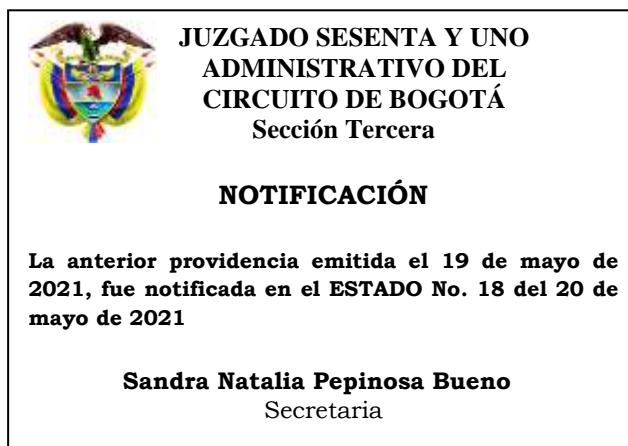 JUZGADO SESENTA Y UNO
ADMINISTRATIVO DEL
CIRCUITO DE BOGOTÁ
Sección Tercera
NOTIFICACIÓN
La anterior providencia emitida el 19 de mayo de
2021, fue notificada en el ESTADO No. 18 del 20 de
mayo de 2021
Sandra Natalia Pepinosa Bueno
Secretaria